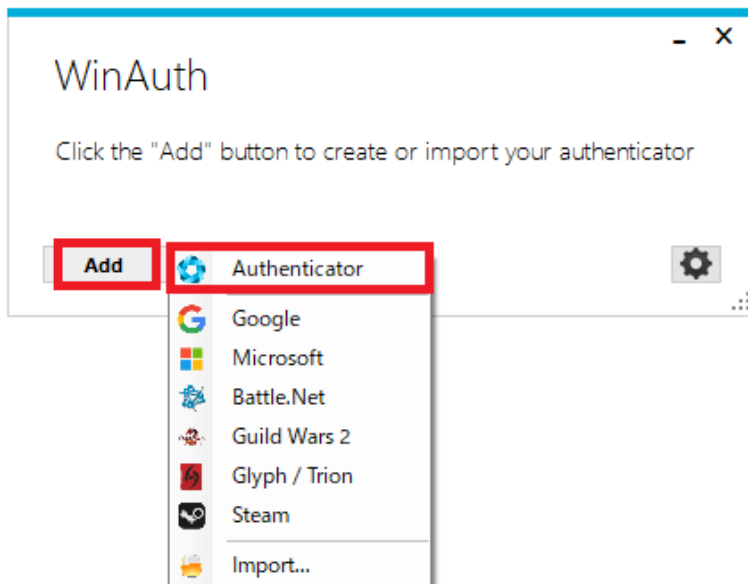 WinAuth
Click the "Add" button to create or import your authenticator
Add
Authenticator
Google
Microsoft
Battle.Net
Guild Wars 2
Glyph / Trion
Steam
Import...